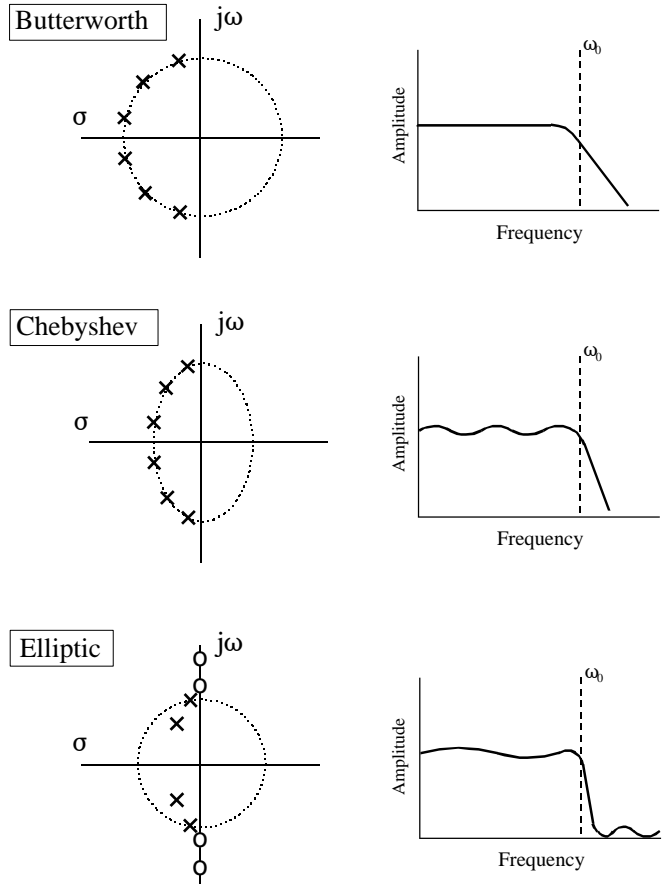 Butterworth
jω
σ
ω0
Amplitude
Frequency
Chebyshev
jω
σ
ω0
Amplitude
Frequency
Elliptic
jω
σ
ω0
Amplitude
Frequency